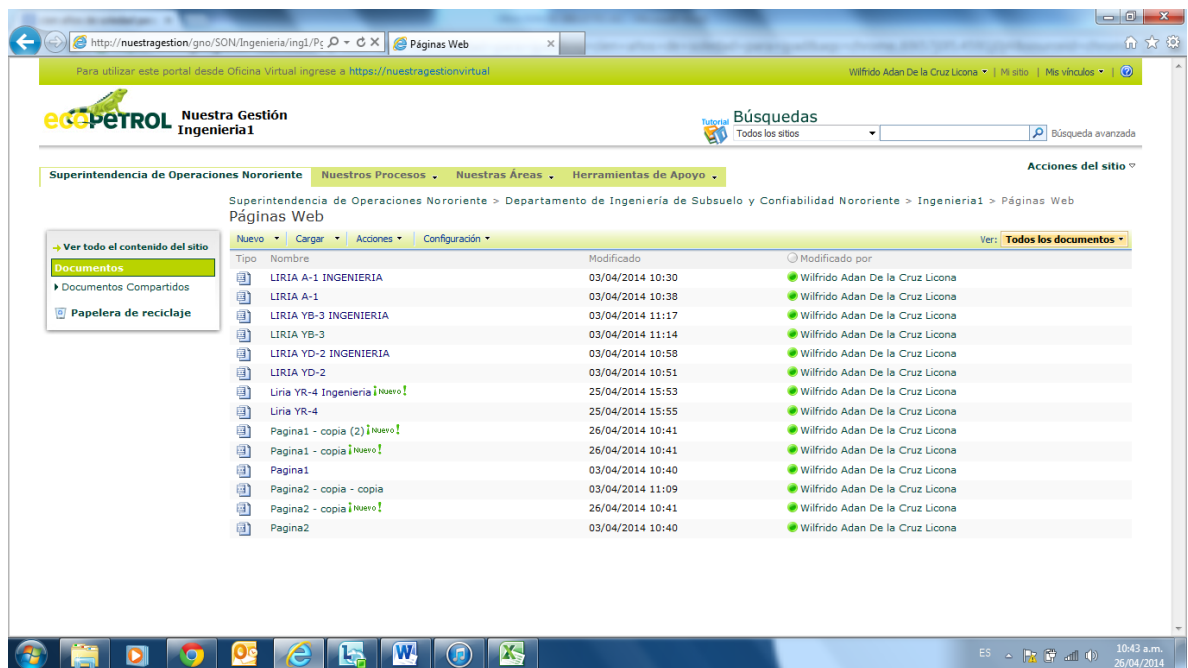 http://nuestragestion/gno/SON/Ingenieria/ing1/Pç
Páginas Web
Para utilizar este portal desde Oficina Virtual ingrese a https://nuestragestionvirtual
Wilfrido Adan De la Cruz Licona | Mi sitio | Mis vínculos
ecopetrol
Nuestra Gestión
Ingenieria1
Tutorial
Búsquedas
Todos los sitios
Búsqueda avanzada
Acciones del sitio
Superintendencia de Operaciones Nororiente Nuestros Procesos Nuestras Áreas Herramientas de Apoyo
Superintendencia de Operaciones Nororiente > Departamento de Ingeniería de Subsuelo y Confiabilidad Nororiente > Ingenieria1 > Páginas Web
Páginas Web
Ver todo el contenido del sitio
Documentos
Documentos Compartidos
Papelera de reciclaje
Nuevo Cargar Acciones Configuración Ver: Todos los documentos
Tipo Nombre Modificado Modificado por
LIRIA A-1 INGENIERIA 03/04/2014 10:30 Wilfrido Adan De la Cruz Licona
LIRIA A-1 03/04/2014 10:38 Wilfrido Adan De la Cruz Licona
LIRIA YB-3 INGENIERIA 03/04/2014 11:17 Wilfrido Adan De la Cruz Licona
LIRIA YB-3 03/04/2014 11:14 Wilfrido Adan De la Cruz Licona
LIRIA YD-2 INGENIERIA 03/04/2014 10:58 Wilfrido Adan De la Cruz Licona
LIRIA YD-2 03/04/2014 10:51 Wilfrido Adan De la Cruz Licona
Liria YR-4 Ingenieria ¡Nuevo! 25/04/2014 15:53 Wilfrido Adan De la Cruz Licona
Liria YR-4 25/04/2014 15:55 Wilfrido Adan De la Cruz Licona
Pagina1 - copia (2) ¡Nuevo! 26/04/2014 10:41 Wilfrido Adan De la Cruz Licona
Pagina1 - copia ¡Nuevo! 26/04/2014 10:41 Wilfrido Adan De la Cruz Licona
Pagina1 03/04/2014 10:40 Wilfrido Adan De la Cruz Licona
Pagina2 - copia - copia 03/04/2014 11:09 Wilfrido Adan De la Cruz Licona
Pagina2 - copia ¡Nuevo! 26/04/2014 10:41 Wilfrido Adan De la Cruz Licona
Pagina2 03/04/2014 10:40 Wilfrido Adan De la Cruz Licona
ES
10:43 a.m.
26/04/2014